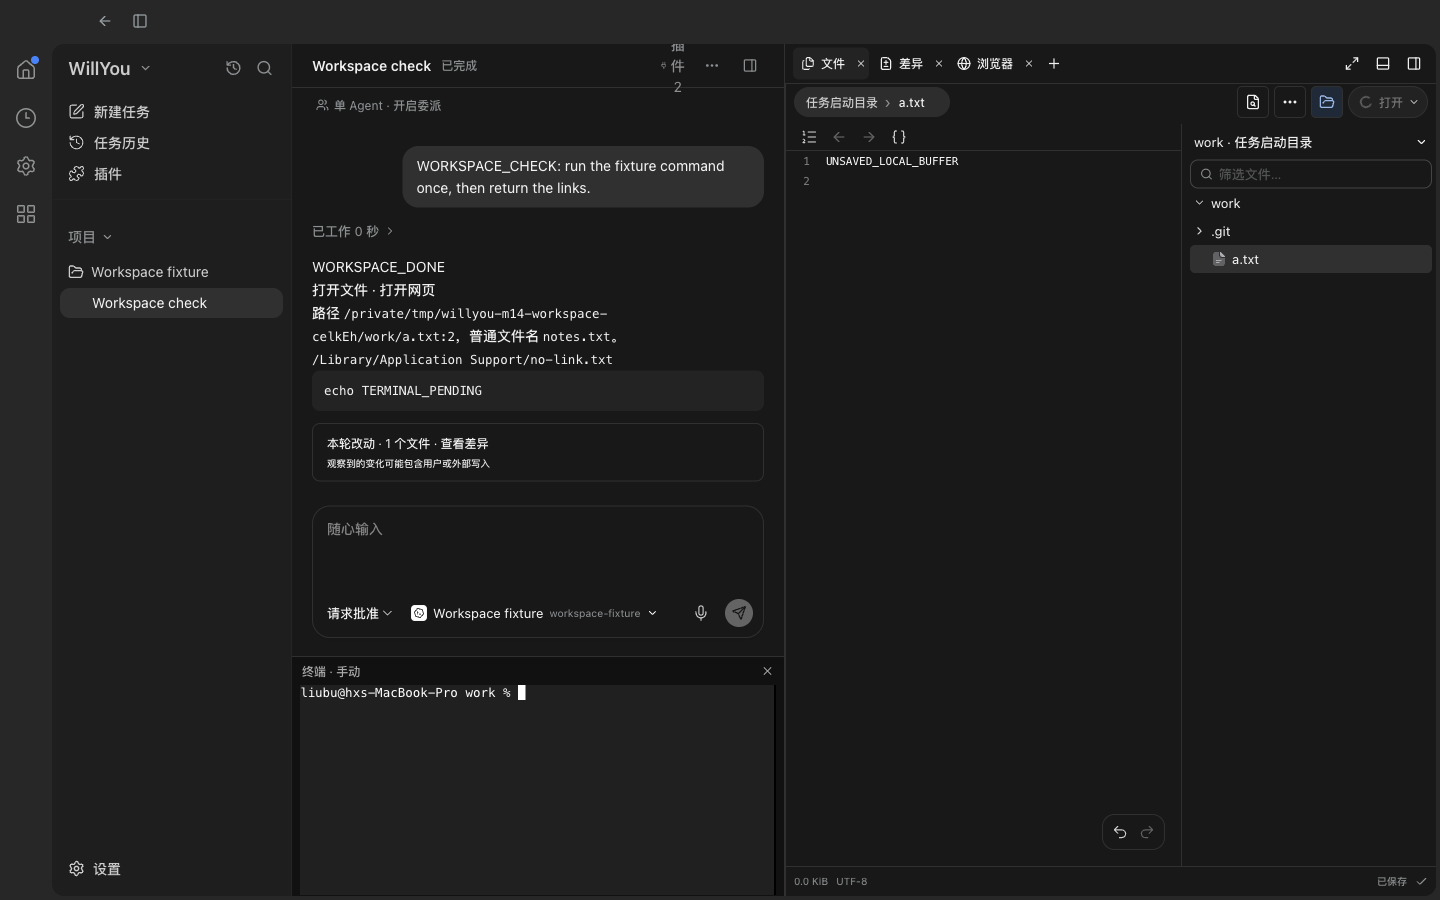 WillYou
新建任务
任务历史
插件
项目
Workspace fixture
Workspace check
设置
Workspace check 已完成
插
件
2
单 Agent · 开启委派
WORKSPACE_CHECK: run the fixture command
once, then return the links.
已工作 0 秒
WORKSPACE_DONE
打开文件 · 打开网页
路径 /private/tmp/willyou-m14-workspace-
celkEh/work/a.txt:2，普通文件名 notes.txt。
/Library/Application Support/no-link.txt
echo TERMINAL_PENDING
本轮改动 · 1 个文件 · 查看差异
观察到的变化可能包含用户或外部写入
随心输入
请求批准 Workspace fixture workspace-fixture
终端 · 手动
liubu@hxs-MacBook-Pro work %
文件 差异 浏览器
任务启动目录 a.txt 打开
1 UNSAVED_LOCAL_BUFFER
2
work · 任务启动目录
筛选文件...
work
.git
a.txt
0.0 KiB UTF-8 已保存